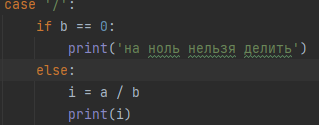 case '/':
if b == 0:
print('на ноль нельзя делить')
else:
i = a / b
print(i)